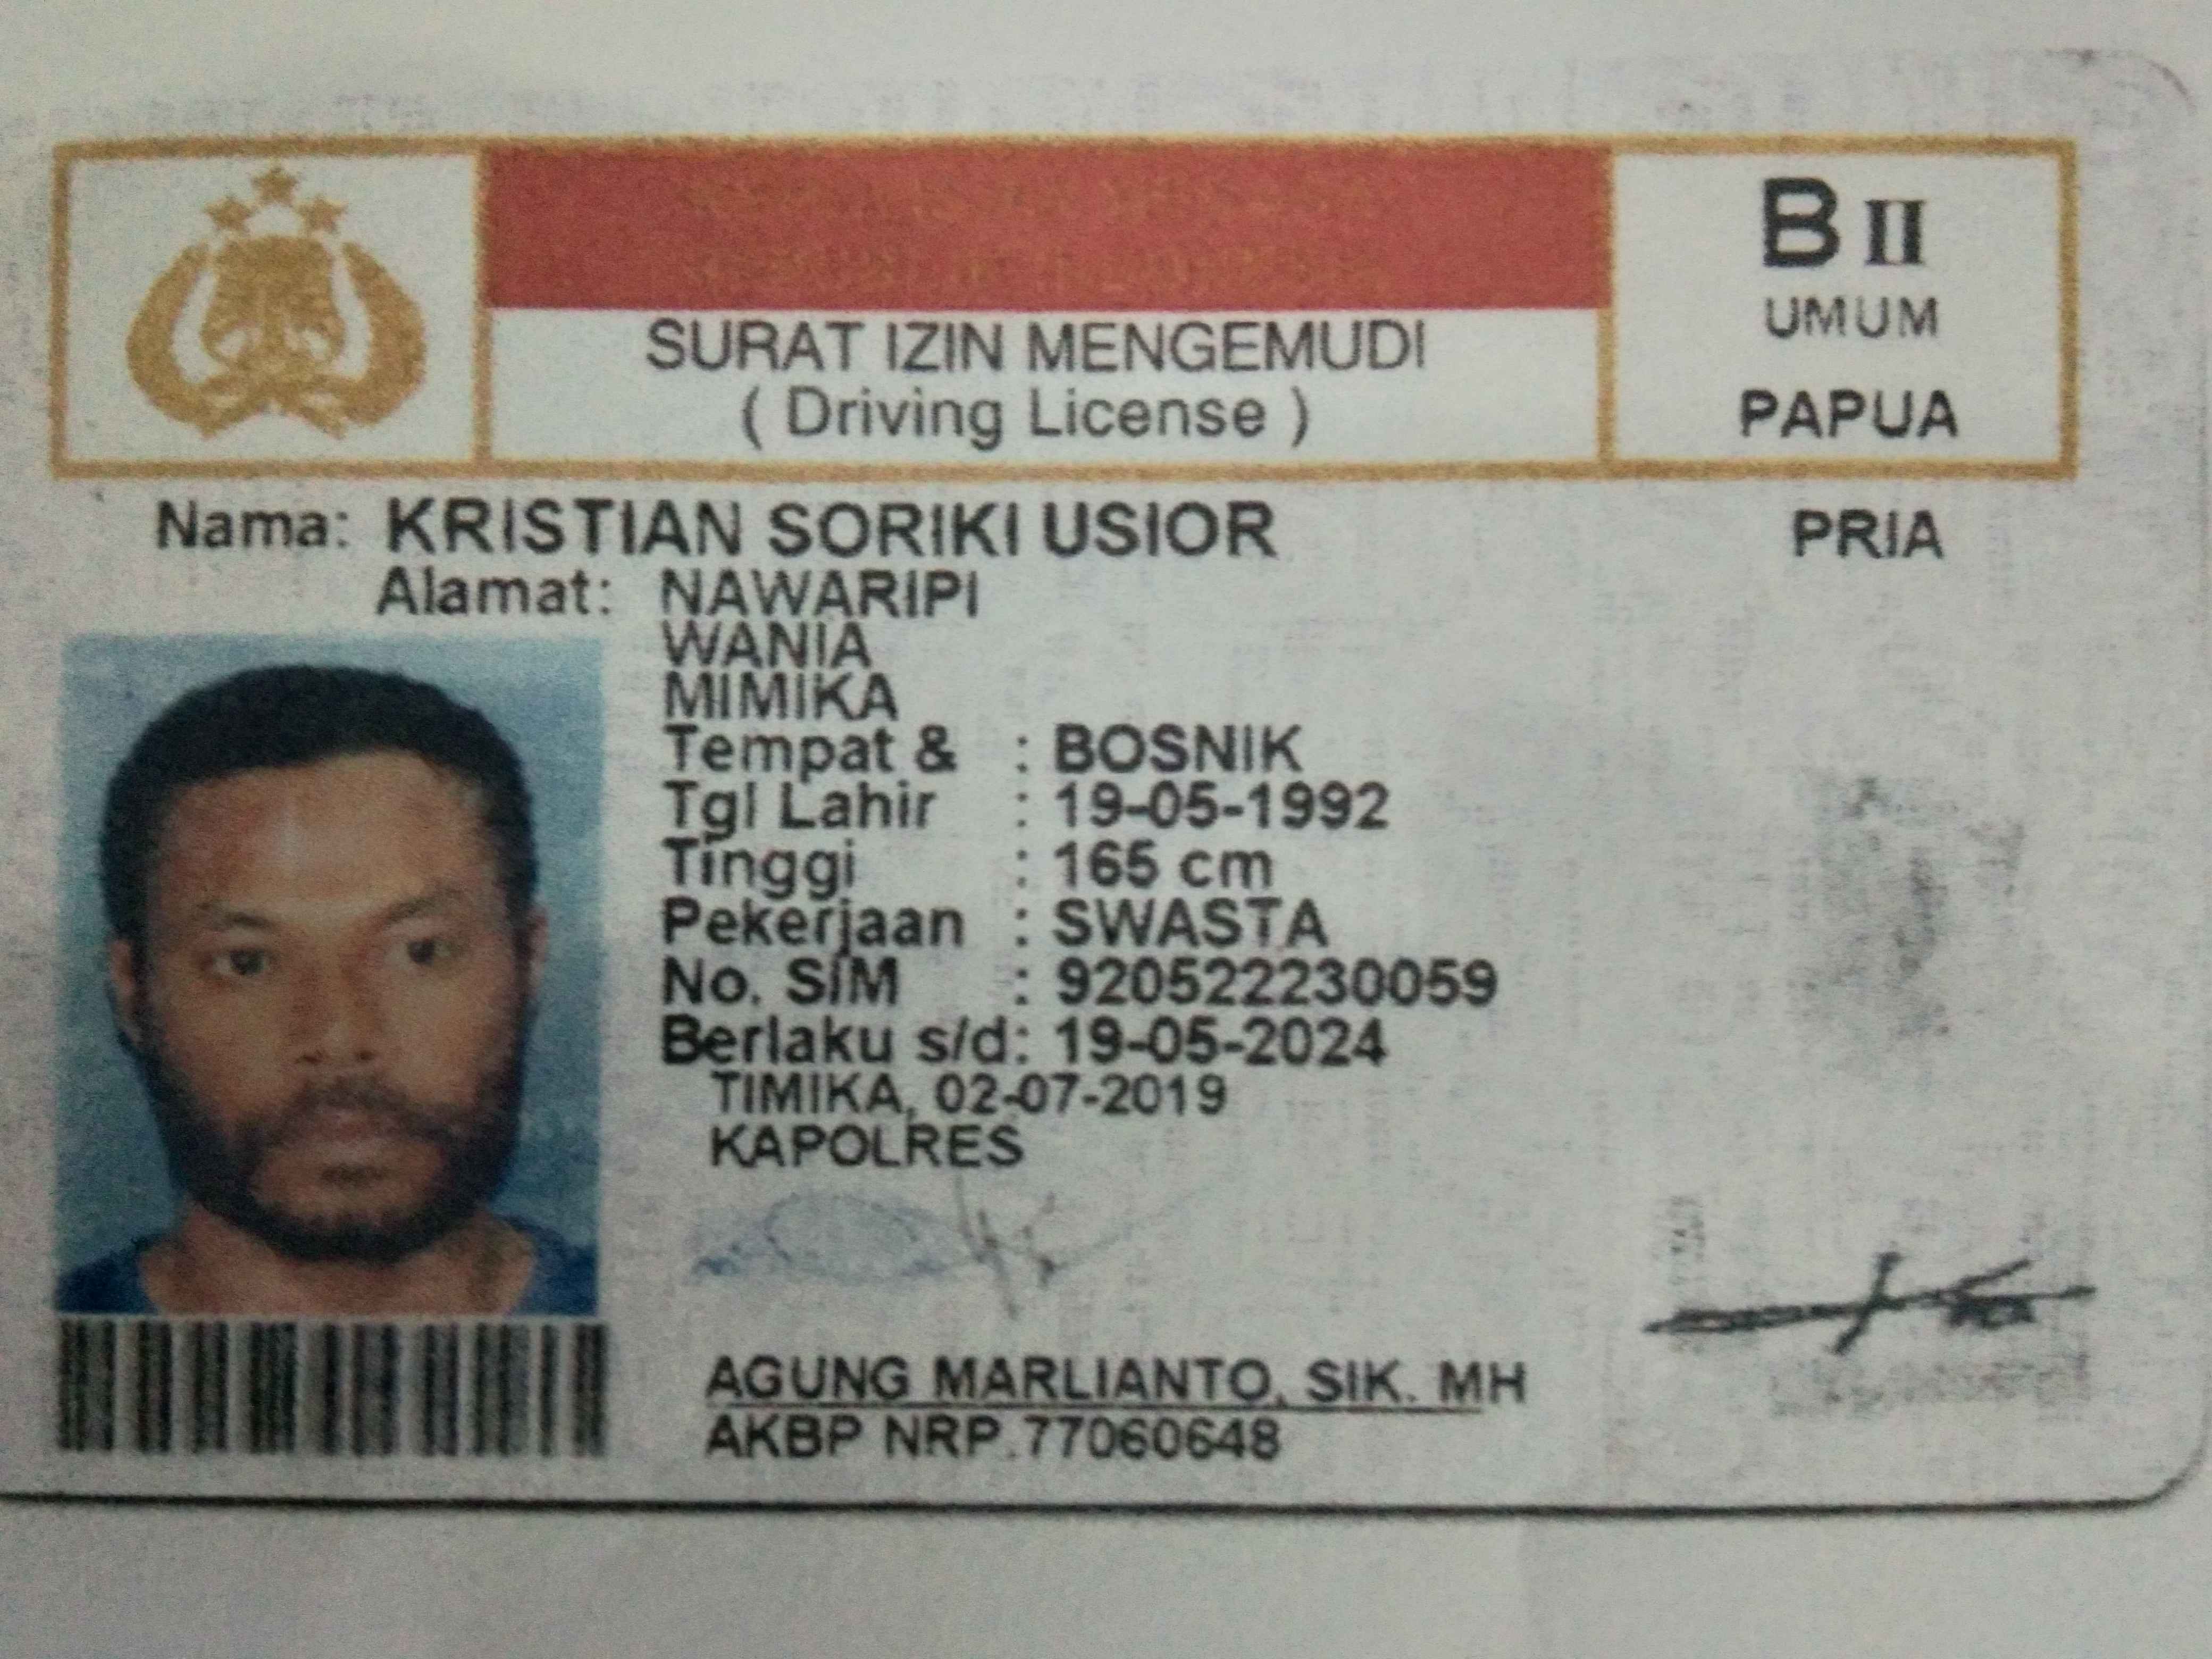 B II
UMUM
PAPUA
SURAT IZIN MENGEMUDI
( Driving License )
Nama: KRISTIAN SORIKI USIOR
PRIA
Alamat: NAWARIPI
WANIA
MIMIKA
Tempat & : BOSNIK
Tgl Lahir : 19-05-1992
Tinggi : 165 cm
Pekerjaan : SWASTA
No. SIM : 920522230059
Berlaku s/d: 19-05-2024
TIMIKA, 02-07-2019
KAPOLRES
AGUNG MARLIANTO, SIK. MH
AKBP NRP.77060648